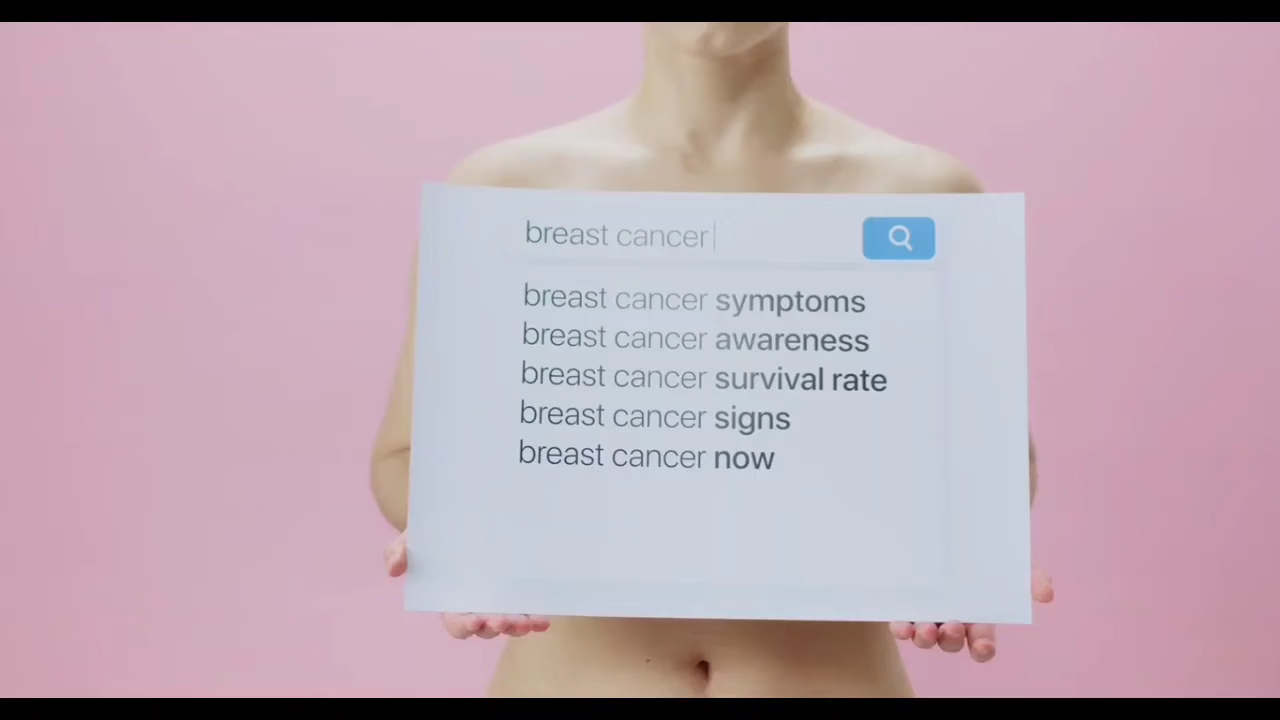 breast cancer
breast cancer symptoms
breast cancer awareness
breast cancer survival rate
breast cancer signs
breast cancer now